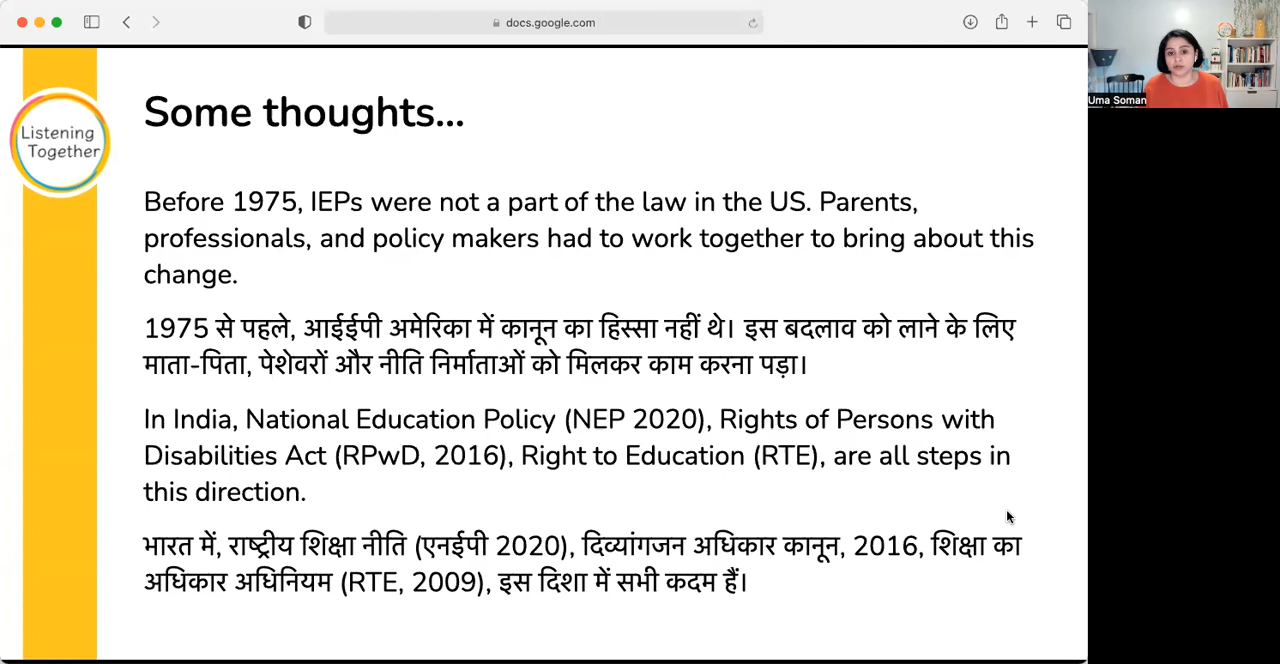 docs.google.com
Uma Soman
Listening
Together
Some thoughts...
Before 1975, IEPs were not a part of the law in the US. Parents,
professionals, and policy makers had to work together to bring about this
change.
1975 से पहले, आईईपी अमेरिका में कानून का हिस्सा नहीं थे। इस बदलाव को लाने के लिए
माता-पिता, पेशेवरों और नीति निर्माताओं को मिलकर काम करना पड़ा।
In India, National Education Policy (NEP 2020), Rights of Persons with
Disabilities Act (RPwD, 2016), Right to Education (RTE), are all steps in
this direction.
भारत में, राष्ट्रीय शिक्षा नीति (एनईपी 2020), दिव्यांगजन अधिकार कानून, 2016, शिक्षा का
अधिकार अधिनियम (RTE, 2009), इस दिशा में सभी कदम हैं।